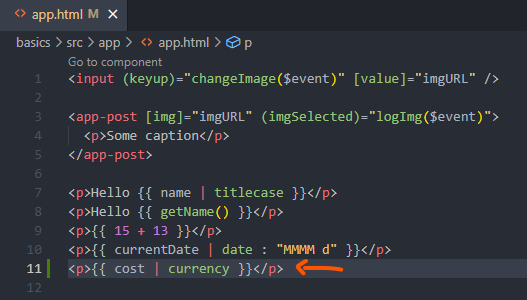 app.html M
basics > src > app > app.html > p
Go to component
1 <input (keyup)="changeImage($event)" [value]="imgURL" />
2
3 <app-post [img]="imgURL" (imgSelected)="logImg($event)">
4   <p>Some caption</p>
5 </app-post>
6
7 <p>Hello {{ name | titlecase }}</p>
8 <p>Hello {{ getName() }}</p>
9 <p>{{ 15 + 13 }}</p>
10 <p>{{ currentDate | date : "MMMM d" }}</p>
11 <p>{{ cost | currency }}</p>
12